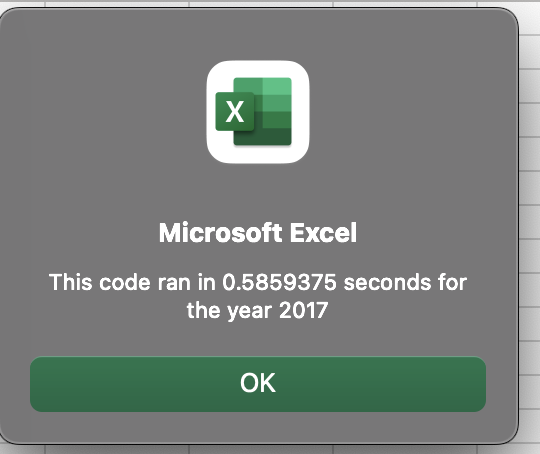 X
Microsoft Excel
This code ran in 0.5859375 seconds for
the year 2017
OK